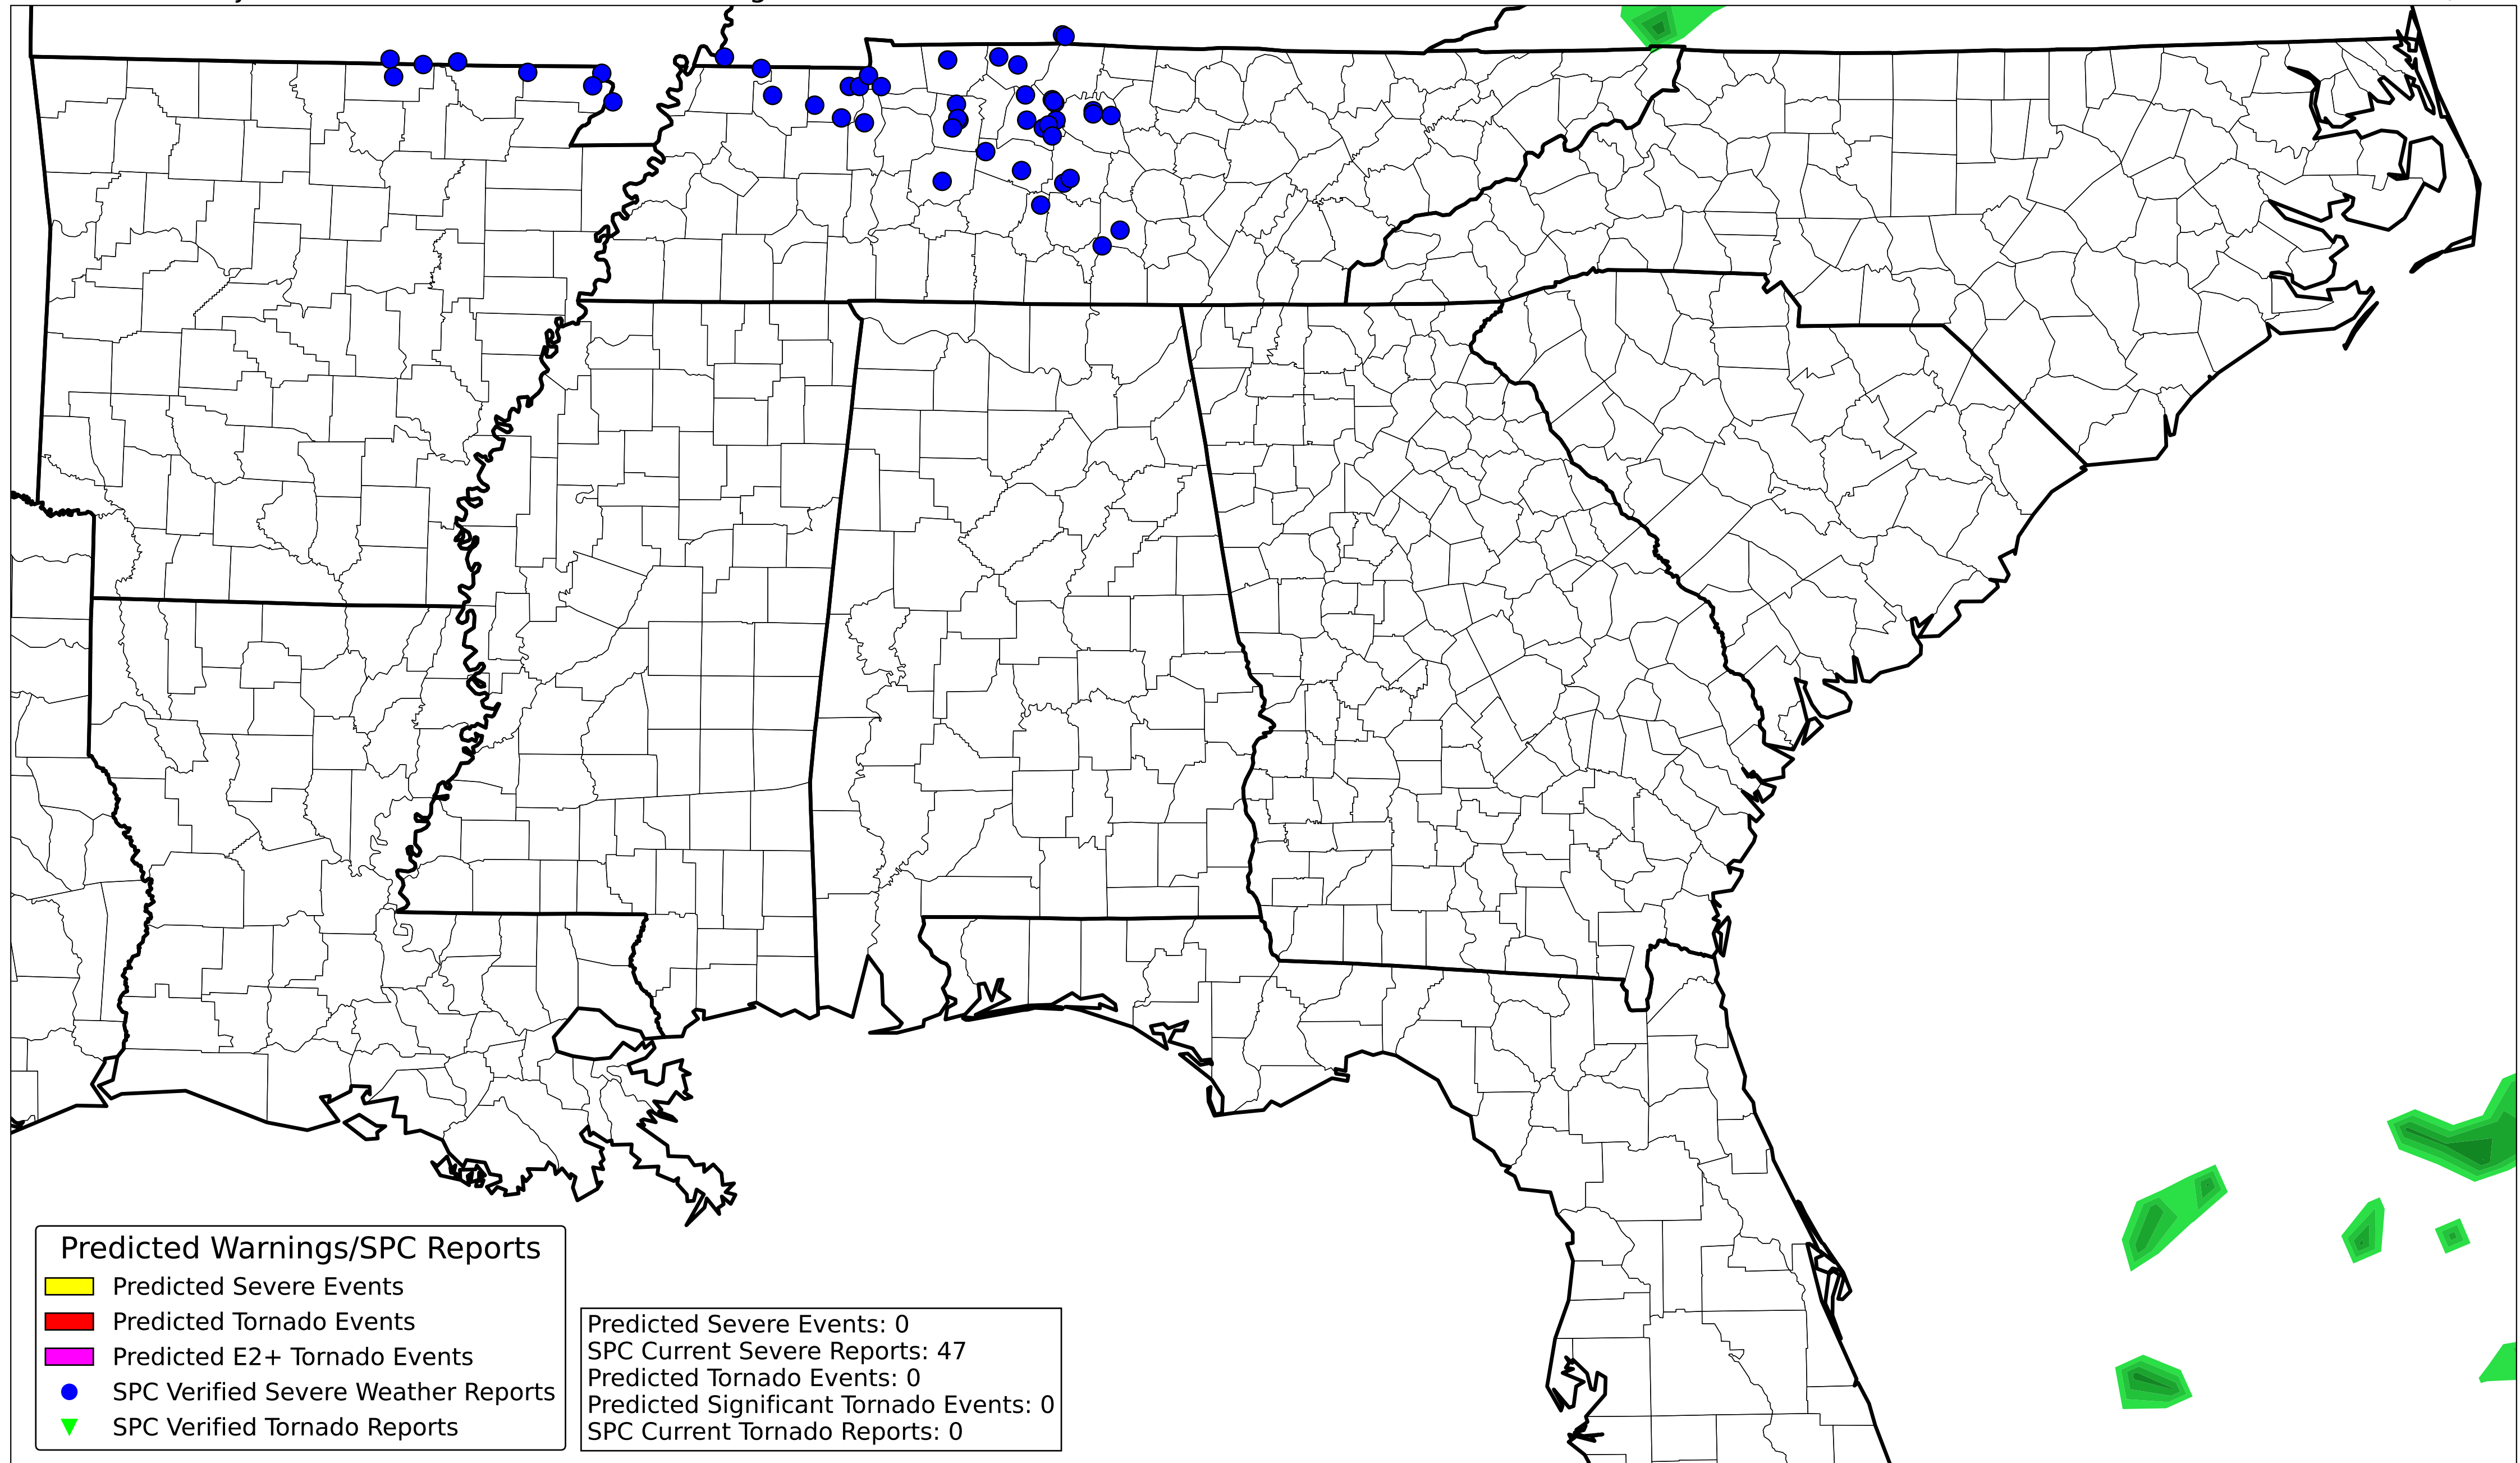 Predicted Warnings/SPC Reports
Predicted Severe Events
Predicted Tornado Events
Predicted E2+ Tornado Events
SPC Verified Severe Weather Reports
SPC Verified Tornado Reports
Predicted Severe Events: 0
SPC Current Severe Reports: 47
Predicted Tornado Events: 0
Predicted Significant Tornado Events: 0
SPC Current Tornado Reports: 0